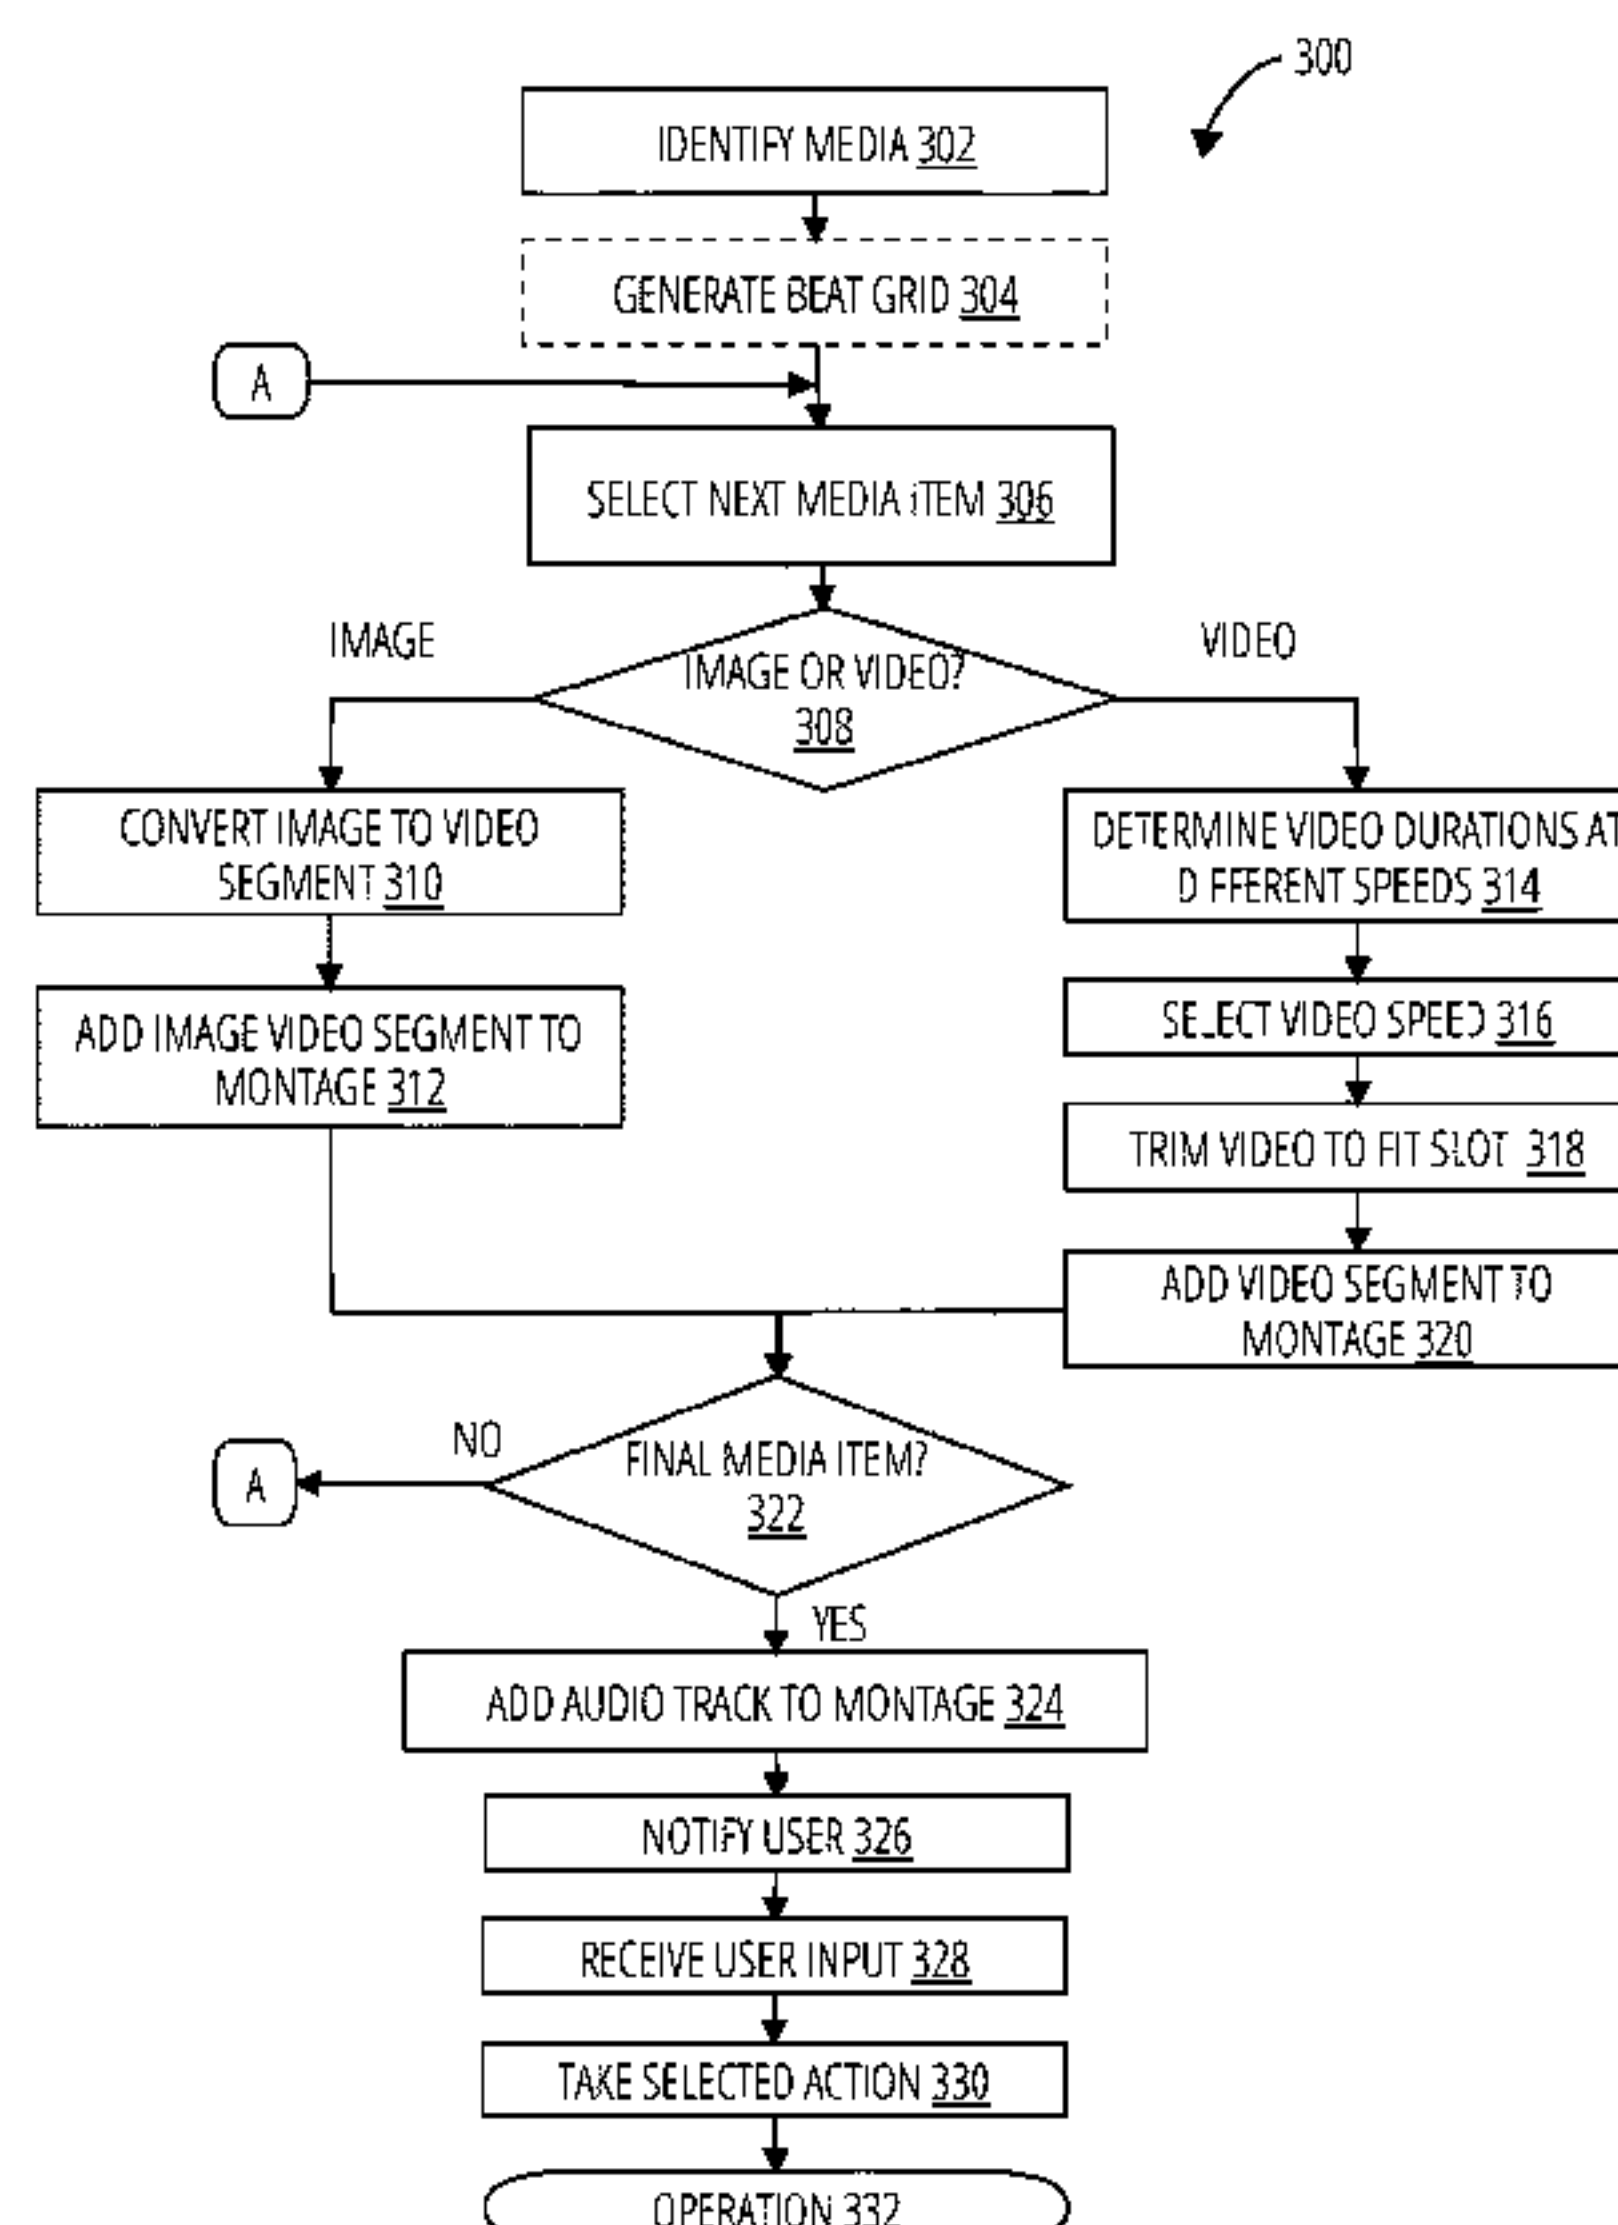 300
IDENTIFY MEDIA 302
GENERATE BEAT GRID 304
A
SELECT NEXT MEDIA ITEM 306
IMAGE
VIDEO
IMAGE OR VIDEO?
308
CONVERT IMAGE TO VIDEO
SEGMENT 310
DETERMINE VIDEO DURATIONS AT
DIFFERENT SPEEDS 314
ADD IMAGE VIDEO SEGMENT TO
MONTAGE 312
SELECT VIDEO SPEED 316
TRIM VIDEO TO FIT SLOT 318
ADD VIDEO SEGMENT TO
MONTAGE 320
NO
FINAL MEDIA ITEM?
322
A
YES
ADD AUDIO TRACK TO MONTAGE 324
NOTIFY USER 326
RECEIVE USER INPUT 328
TAKE SELECTED ACTION 330
OPERATION 332